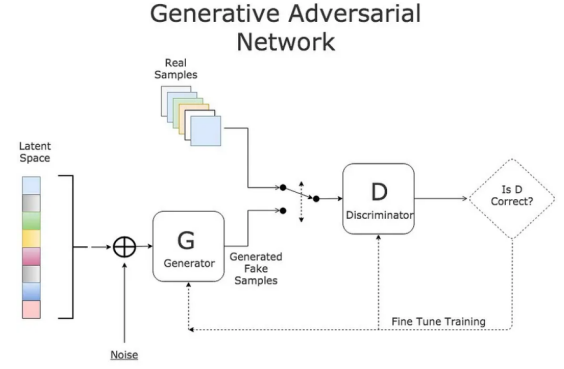 Generative Adversarial
Network
Real
Samples
Latent
Space
G
Generator
Generated
Fake
Samples
D
Discriminator
Is D
Correct?
Fine Tune Training
Noise